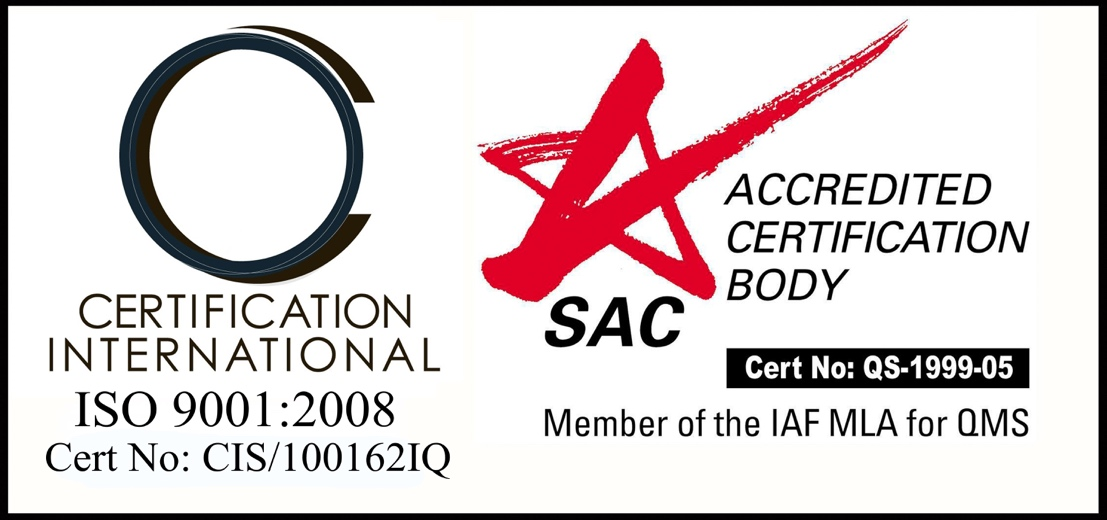 CERTIFICATION
INTERNATIONAL
ISO 9001:2008
Cert No: CIS/100162IQ
SAC
ACCREDITED
CERTIFICATION
BODY
Cert No: QS-1999-05
Member of the IAF MLA for QMS